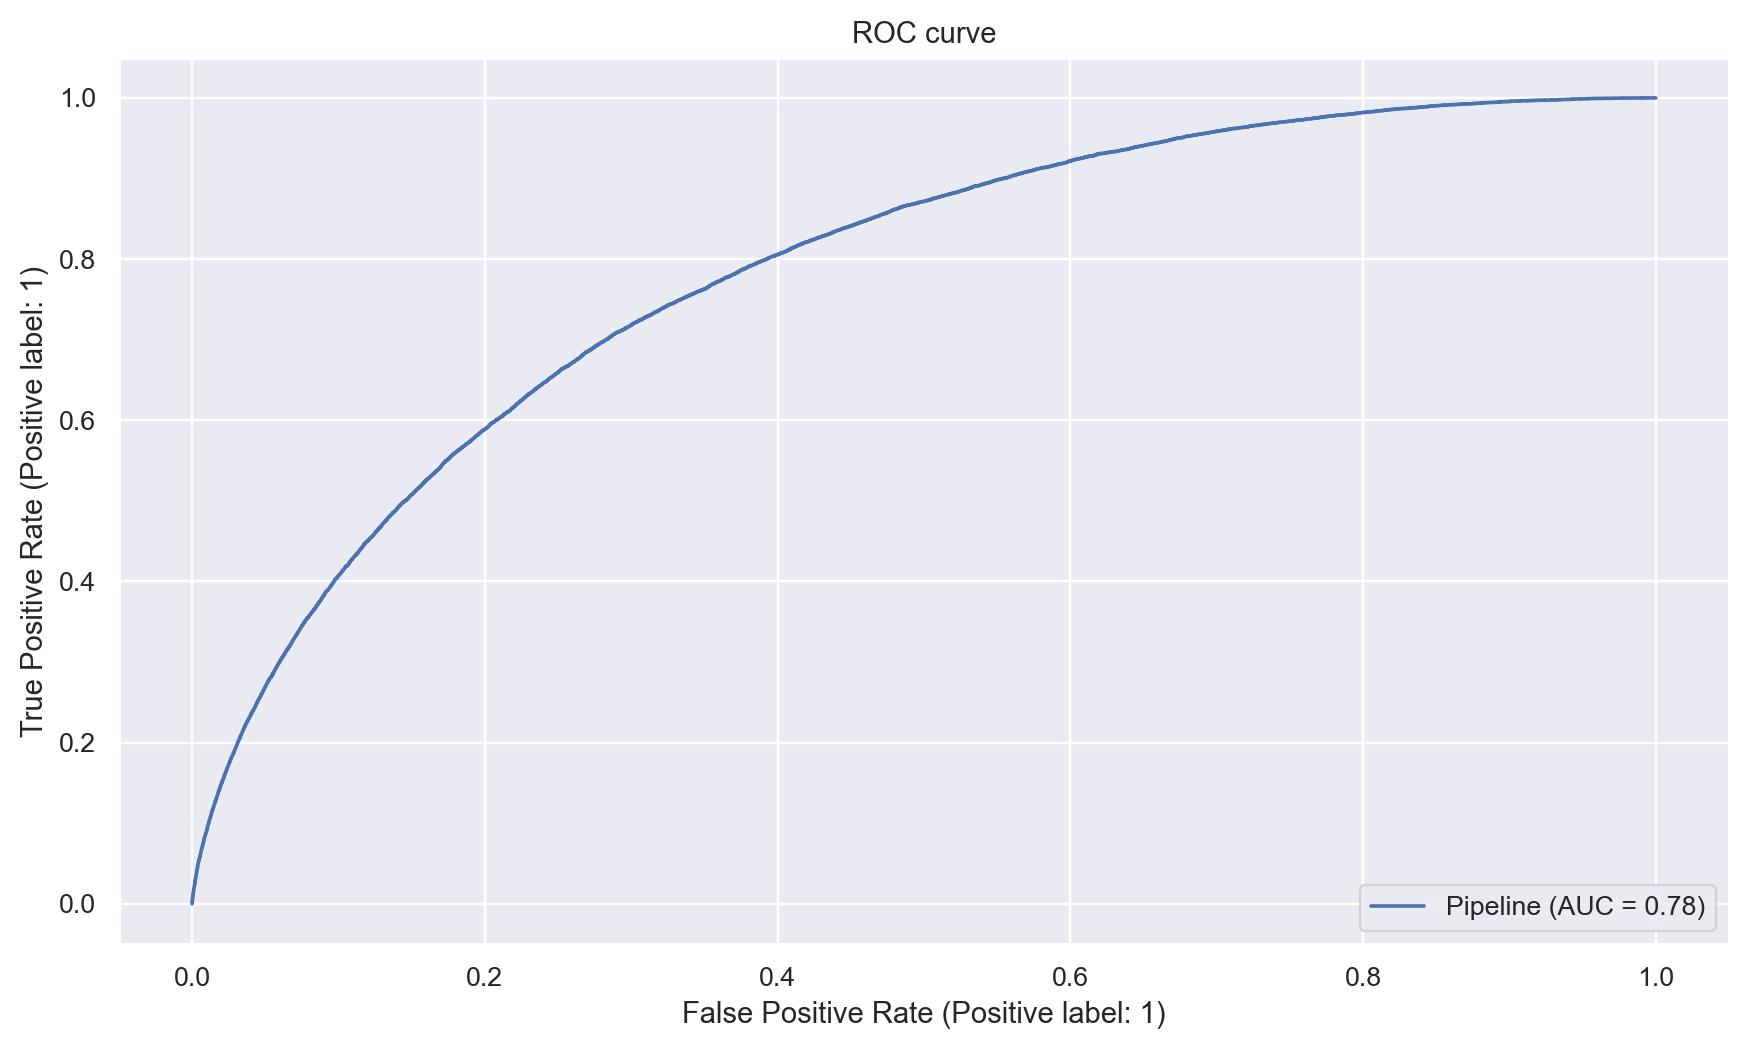 ROC curve
True Positive Rate (Positive label: 1)
1.0
0.8
0.6
0.4
0.2
0.0
Pipeline (AUC = 0.78)
0.0 0.2 0.4 0.6 0.8 1.0
False Positive Rate (Positive label: 1)